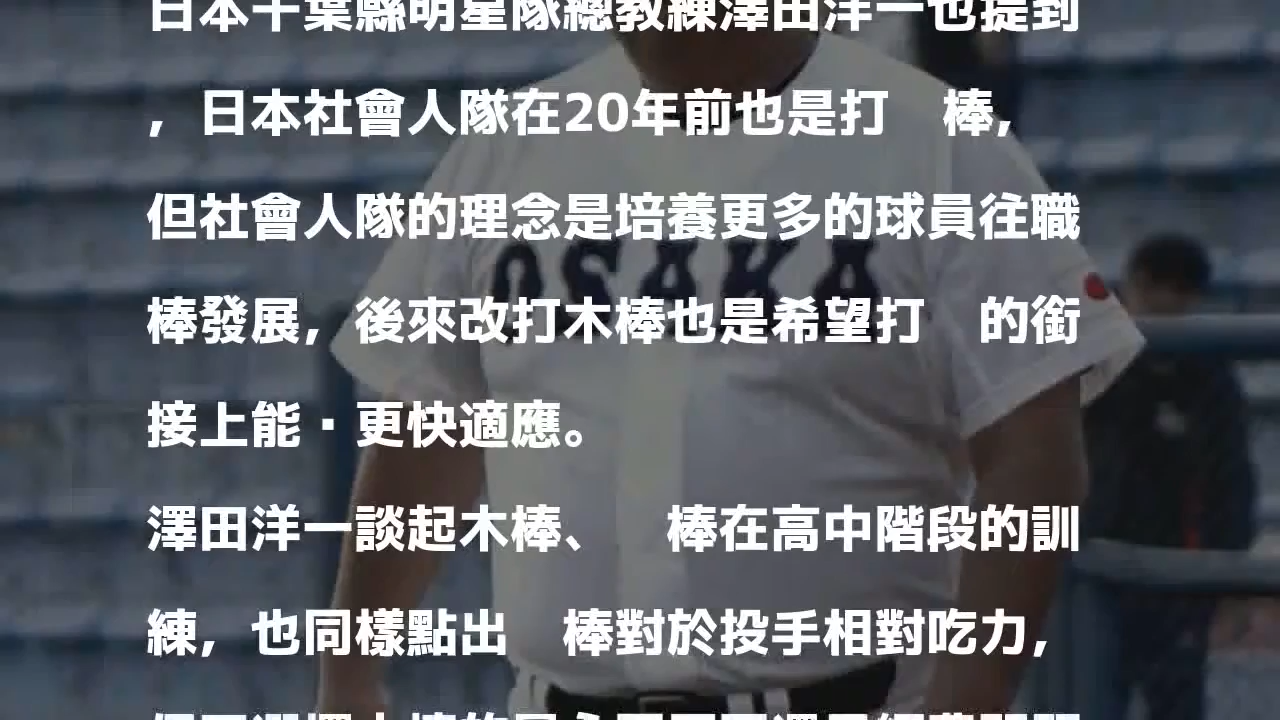 日本千葉縣明星隊總教練澤田洋一也提到
，日本社會人隊在20年前也是打　棒，
但社會人隊的理念是培養更多的球員往職
棒發展，後來改打木棒也是希望打　的銜
接上能·更快適應。
澤田洋一談起木棒、　棒在高中階段的訓
練，也同樣點出　棒對於投手相對吃力，
OSAKA